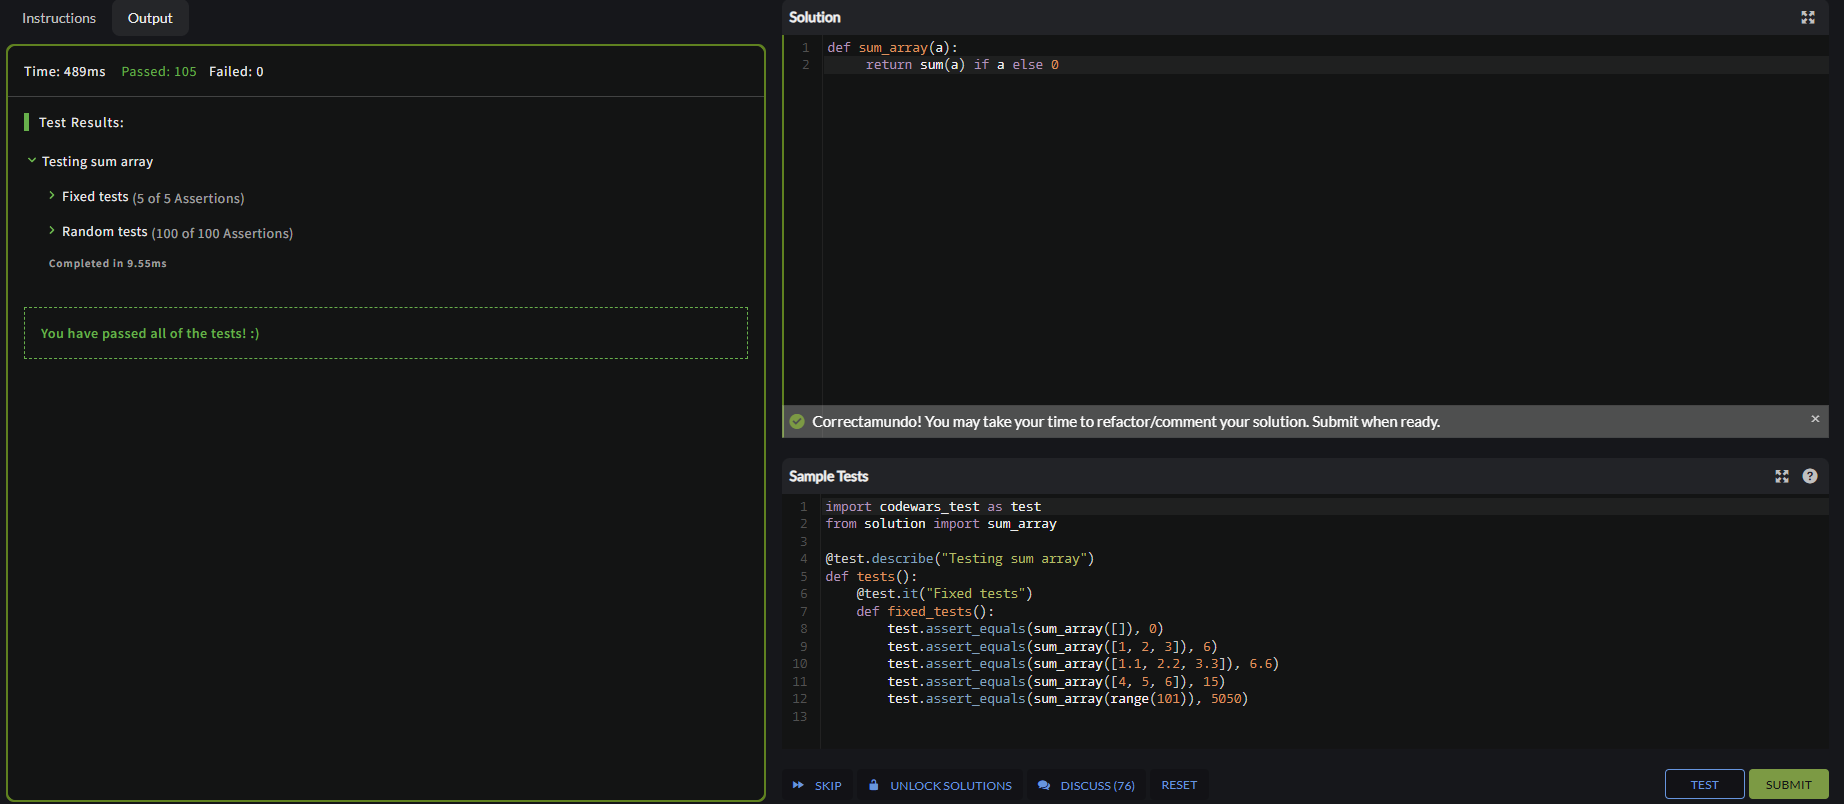 Instructions Output
Time: 489ms Passed: 105 Failed: 0
Test Results:
Testing sum array
Fixed tests (5 of 5 Assertions)
Random tests (100 of 100 Assertions)
Completed in 9.55ms
You have passed all of the tests! :)
Solution
1 def sum_array(a):
2 return sum(a) if a else 0
Correctamundo! You may take your time to refactor/comment your solution. Submit when ready.
Sample Tests
1 import codewars_test as test
2 from solution import sum_array
3
4 @test.describe("Testing sum array")
5 def tests():
6 @test.it("Fixed tests")
7 def fixed_tests():
8 test.assert_equals(sum_array([]), 0)
9 test.assert_equals(sum_array([1, 2, 3]), 6)
10 test.assert_equals(sum_array([1.1, 2.2, 3.3]), 6.6)
11 test.assert_equals(sum_array([4, 5, 6]), 15)
12 test.assert_equals(sum_array(range(101)), 5050)
13
SKIP UNLOCK SOLUTIONS DISCUSS (76) RESET TEST SUBMIT